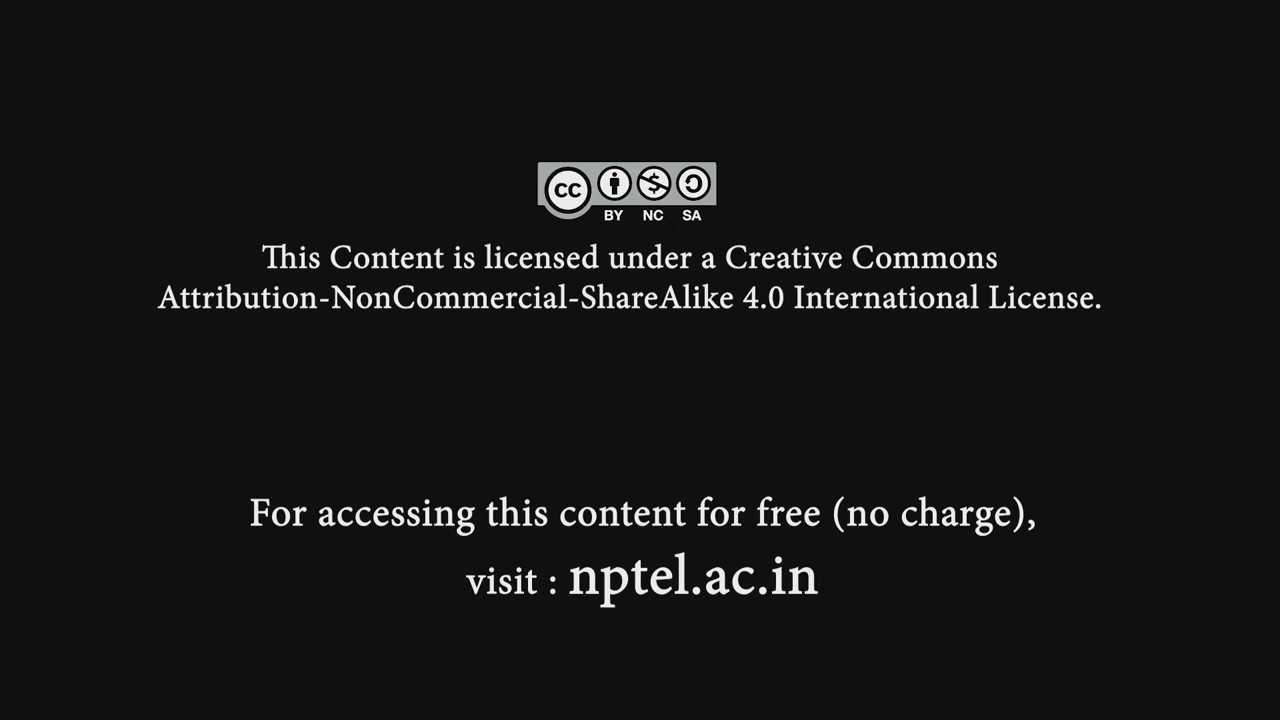 CC BY NC SA
This Content is licensed under a Creative Commons
Attribution-NonCommercial-ShareAlike 4.0 International License.
For accessing this content for free (no charge),
visit : nptel.ac.in